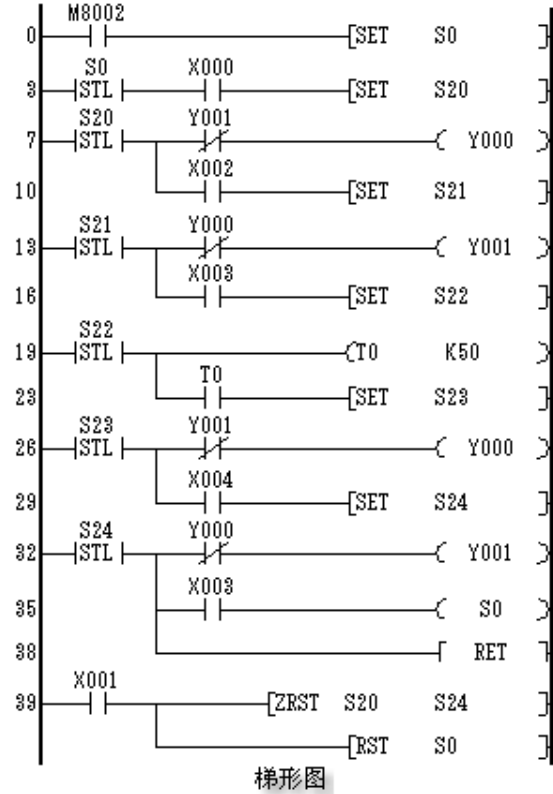 M8002
0 SET S0
S0 X000
3 STL SET S20
S20 Y001
7 STL Y000
X002
10 SET S21
S21 Y000
13 STL Y001
X003
16 SET S22
S22
19 STL T0 K50
T0
23 SET S23
S23 Y001
26 STL Y000
X004
29 SET S24
S24 Y000
32 STL Y001
X003
35 S0
38 RET
X001
39 ZRST S20 S24
RST S0
梯形图